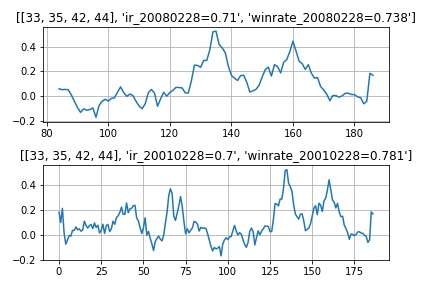 [[33, 35, 42, 44], 'ir_20080228=0.71', 'winrate_20080228=0.738']
0.4
0.2
0.0
−0.2
80 100 120 140 160 180
[[33, 35, 42, 44], 'ir_20010228=0.7', 'winrate_20010228=0.781']
0.4
0.2
0.0
−0.2
0 25 50 75 100 125 150 175